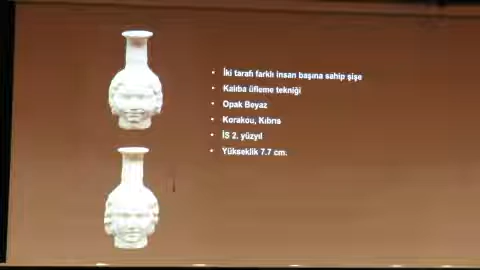 İki tarafı farklı insan başına sahip şişe
Kalıba üfleme tekniği
Opak Beyaz
Korakou, Kıbrıs
İS 2. yüzyıl
Yükseklik 7.7 cm.